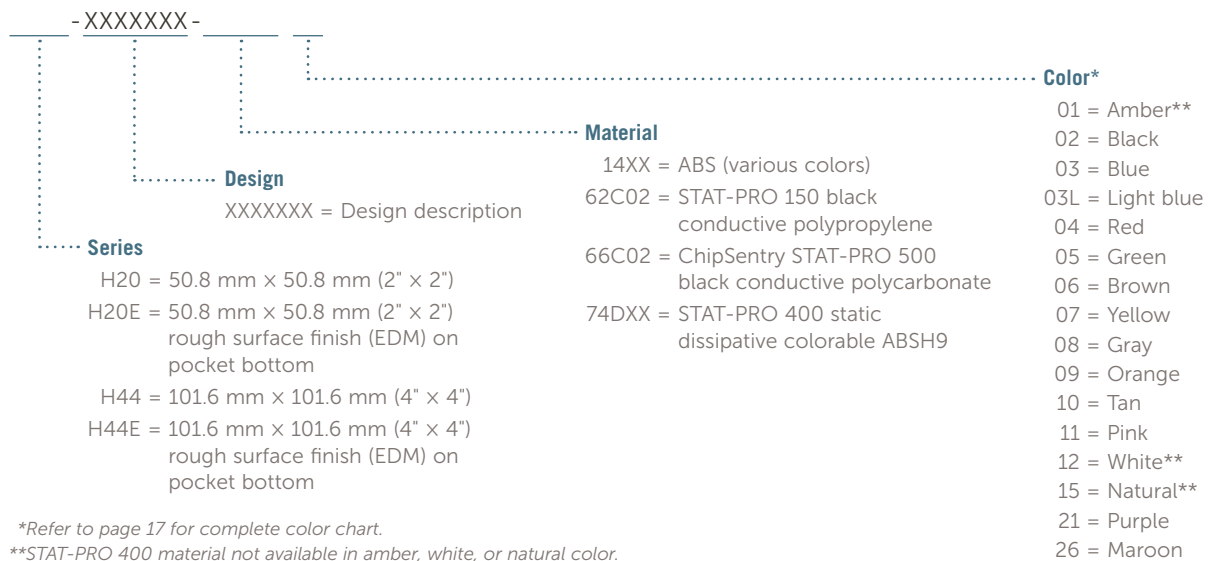 -XXXXXXX-
Color*
01 = Amber**
02 = Black
03 = Blue
03L = Light blue
04 = Red
05 = Green
06 = Brown
07 = Yellow
08 = Gray
09 = Orange
10 = Tan
11 = Pink
12 = White**
15 = Natural**
21 = Purple
26 = Maroon
Material
14XX = ABS (various colors)
62C02 = STAT-PRO 150 black
conductive polypropylene
66C02 = ChipSentry STAT-PRO 500
black conductive polycarbonate
74DXX = STAT-PRO 400 static
dissipative colorable ABSH9
Design
XXXXXXX = Design description
Series
H20 = 50.8 mm × 50.8 mm (2" × 2")
H20E = 50.8 mm × 50.8 mm (2" × 2")
rough surface finish (EDM) on
pocket bottom
H44 = 101.6 mm × 101.6 mm (4" × 4")
H44E = 101.6 mm × 101.6 mm (4" × 4")
rough surface finish (EDM) on
pocket bottom
*Refer to page 17 for complete color chart.
**STAT-PRO 400 material not available in amber, white, or natural color.